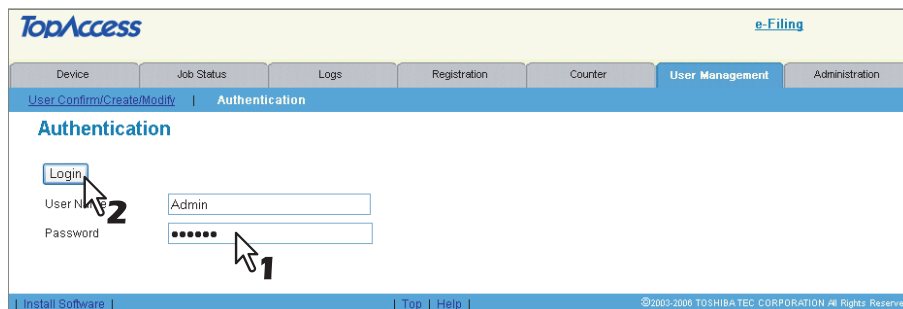 TopAccess
e-Filing
Device Job Status Logs Registration Counter User Management Administration
User Confirm/Create/Modify | Authentication
Authentication
Login
2
User Name Admin
Password ●●●●●●
1
| Install Software | | Top | Help | ©2003-2006 TOSHIBA TEC CORPORATION All Rights Reserve